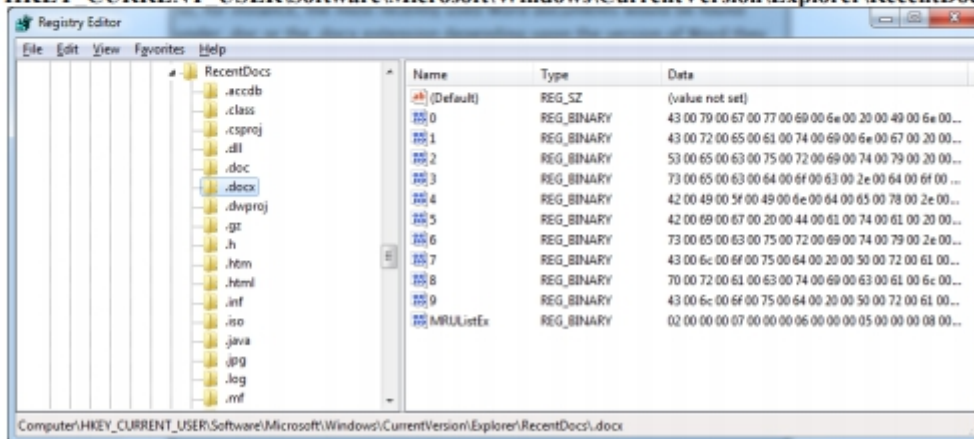 HKEY_CURRENT_USER\Software\Microsoft\Windows\CurrentVersion\Explorer\RecentDoc
Registry Editor
File Edit View Favorites Help
RecentDocs
.accdb
.class
.csproj
.dll
.doc
.docx
.dwproj
.gz
.h
.htm
.html
.inf
.iso
.java
.jpg
.log
.mf
Name Type Data
(Default) REG_SZ (value not set)
0 REG_BINARY 43 00 79 00 67 00 77 00 69 00 6e 00 20 00 49 00 6e 00...
1 REG_BINARY 43 00 72 00 65 00 61 00 74 00 69 00 6e 00 67 00 20 00...
2 REG_BINARY 53 00 65 00 63 00 75 00 72 00 69 00 74 00 79 00 20 00...
3 REG_BINARY 73 00 65 00 63 00 64 00 6f 00 63 00 2e 00 64 00 6f 00 ...
4 REG_BINARY 42 00 49 00 5f 00 49 00 6e 00 64 00 65 00 78 00 2e 00...
5 REG_BINARY 42 00 69 00 67 00 20 00 44 00 61 00 74 00 61 00 20 00...
6 REG_BINARY 73 00 65 00 63 00 75 00 72 00 69 00 74 00 79 00 2e 00...
7 REG_BINARY 43 00 6c 00 6f 00 75 00 64 00 20 00 50 00 72 00 61 00...
8 REG_BINARY 70 00 72 00 61 00 63 00 74 00 69 00 63 00 61 00 6c 00...
9 REG_BINARY 43 00 6c 00 6f 00 75 00 64 00 20 00 50 00 72 00 61 00...
MRUListEx REG_BINARY 02 00 00 00 07 00 00 00 06 00 00 00 05 00 00 00 08 00...
Computer\HKEY_CURRENT_USER\Software\Microsoft\Windows\CurrentVersion\Explorer\RecentDocs\.docx